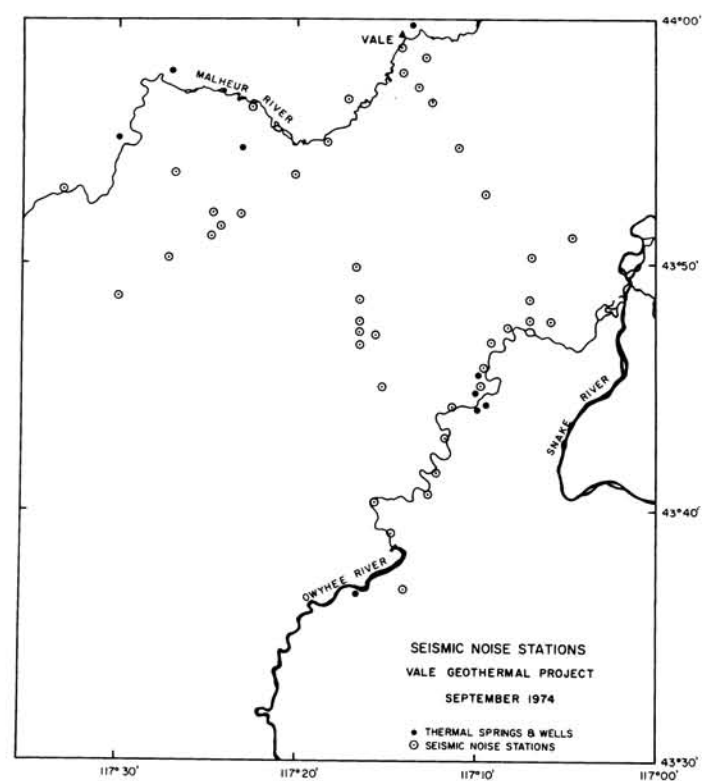 44°00'
VALE
MALHEUR
RIVER
43°50'
SNAKE RIVER
43°40'
OWYHEE RIVER
SEISMIC NOISE STATIONS
VALE GEOTHERMAL PROJECT
SEPTEMBER 1974
THERMAL SPRINGS & WELLS
SEISMIC NOISE STATIONS
43°30'
117°30'
117°20'
117°10'
117°00'